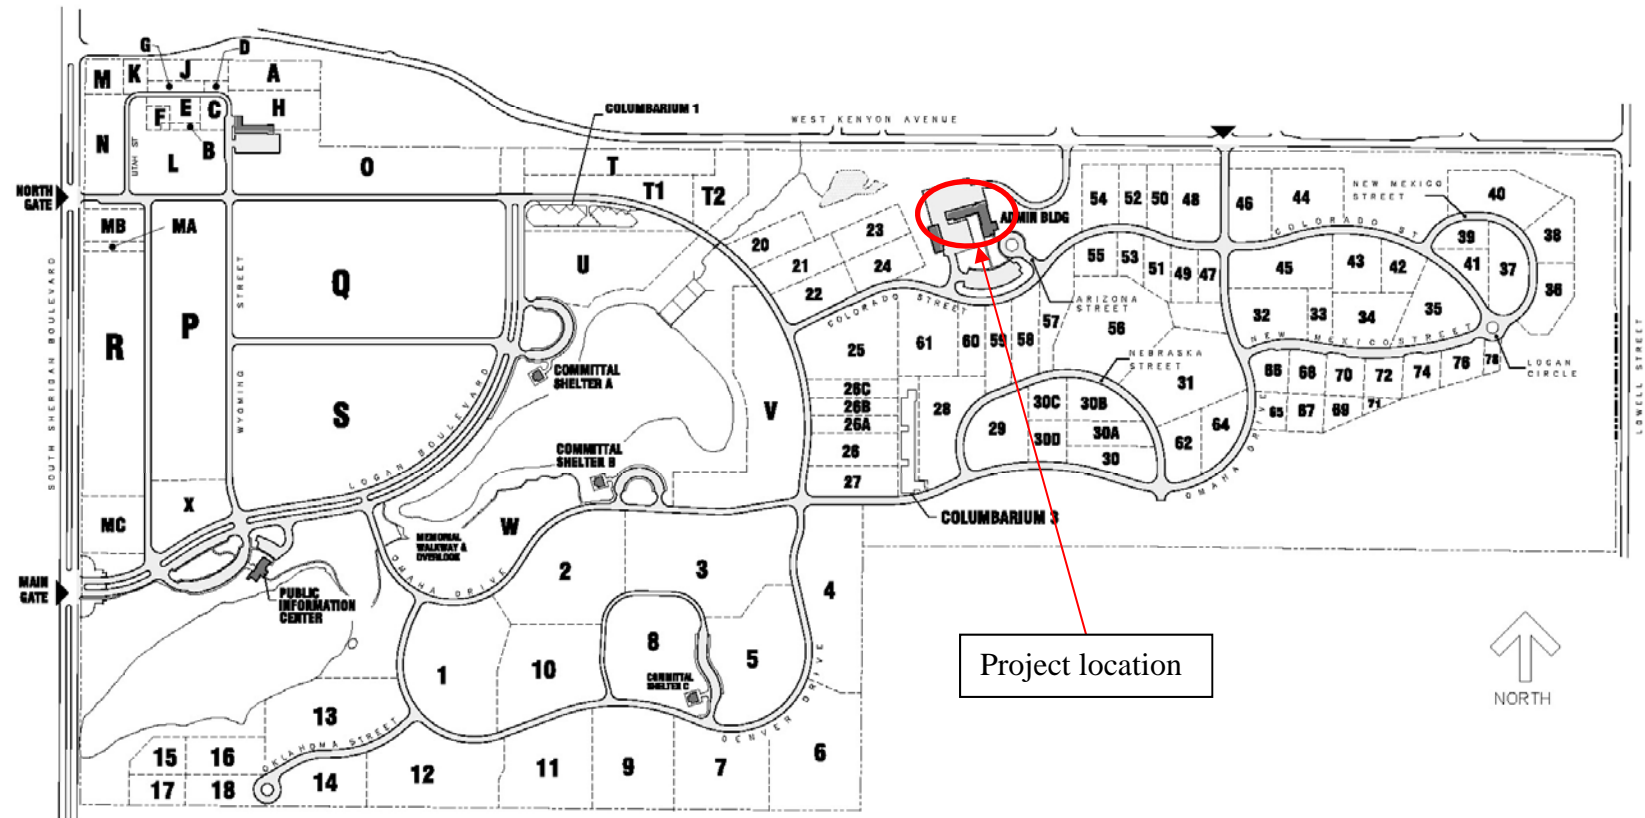 G
D
M
K
J
A
F
E
C
H
N
B
L
UTAH ST
COLUMBARIUM 1
WEST KENYON AVENUE
O
T
T1
T2
NORTH
GATE
MB
MA
54
52
50
48
46
44
NEW MEXICO
STREET
40
ADMIN BLDG
20
23
21
24
22
U
Q
R
P
STREET
WYOMING
SOUTH SHERIGAN BOULEVARD
COLORADO STREET
55
53
51
49
47
COLORADO ST
45
43
42
39
41
37
38
36
ARIZONA
STREET
57
56
32
33
34
35
NEW MEXICO STREET
LOWELL STREET
25
61
60
59
58
NEBRASKA
STREET
31
66
68
70
72
74
76
78
LOGAN
CIRCLE
COMMITTAL
SHELTER A
S
LOGAN BOULEVARD
V
26C
26B
26A
26
27
28
29
30C
30B
30D
30A
30
62
64
65
67
69
71
OMAHA DRIVE
COMMITTAL
SHELTER B
COLUMBARIUM 3
X
MC
W
MEMORIAL
WALKWAY &
OVERLOOK
OMAHA DRIVE
MAIN
GATE
PUBLIC
INFORMATION
CENTER
2
3
4
1
10
8
5
COMMITTAL
SHELTER C
DENVER DRIVE
Project location
NORTH
13
OKLAHOMA STREET
15
16
17
18
14
12
11
9
7
6